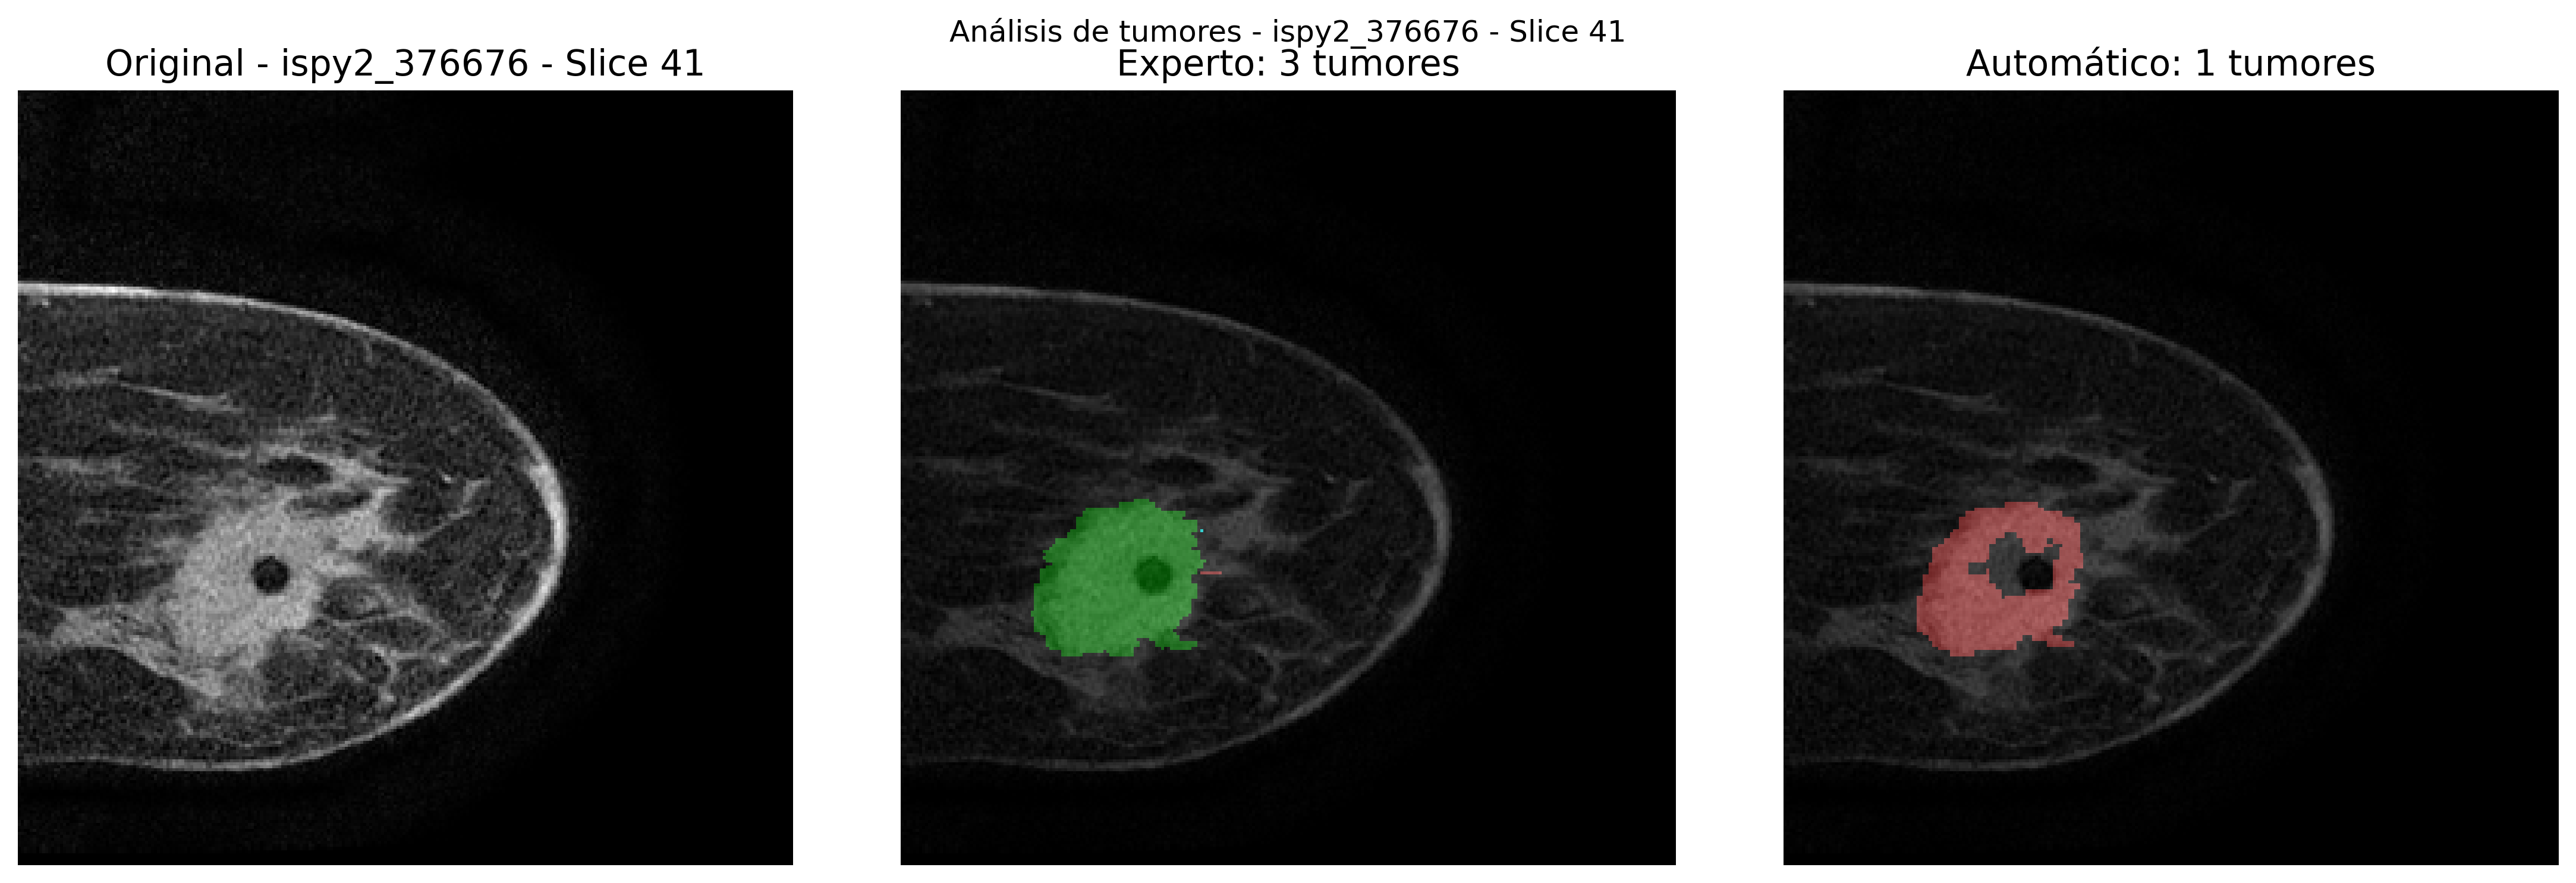 Análisis de tumores - ispy2_376676 - Slice 41
Original - ispy2_376676 - Slice 41
Experto: 3 tumores
Automático: 1 tumores